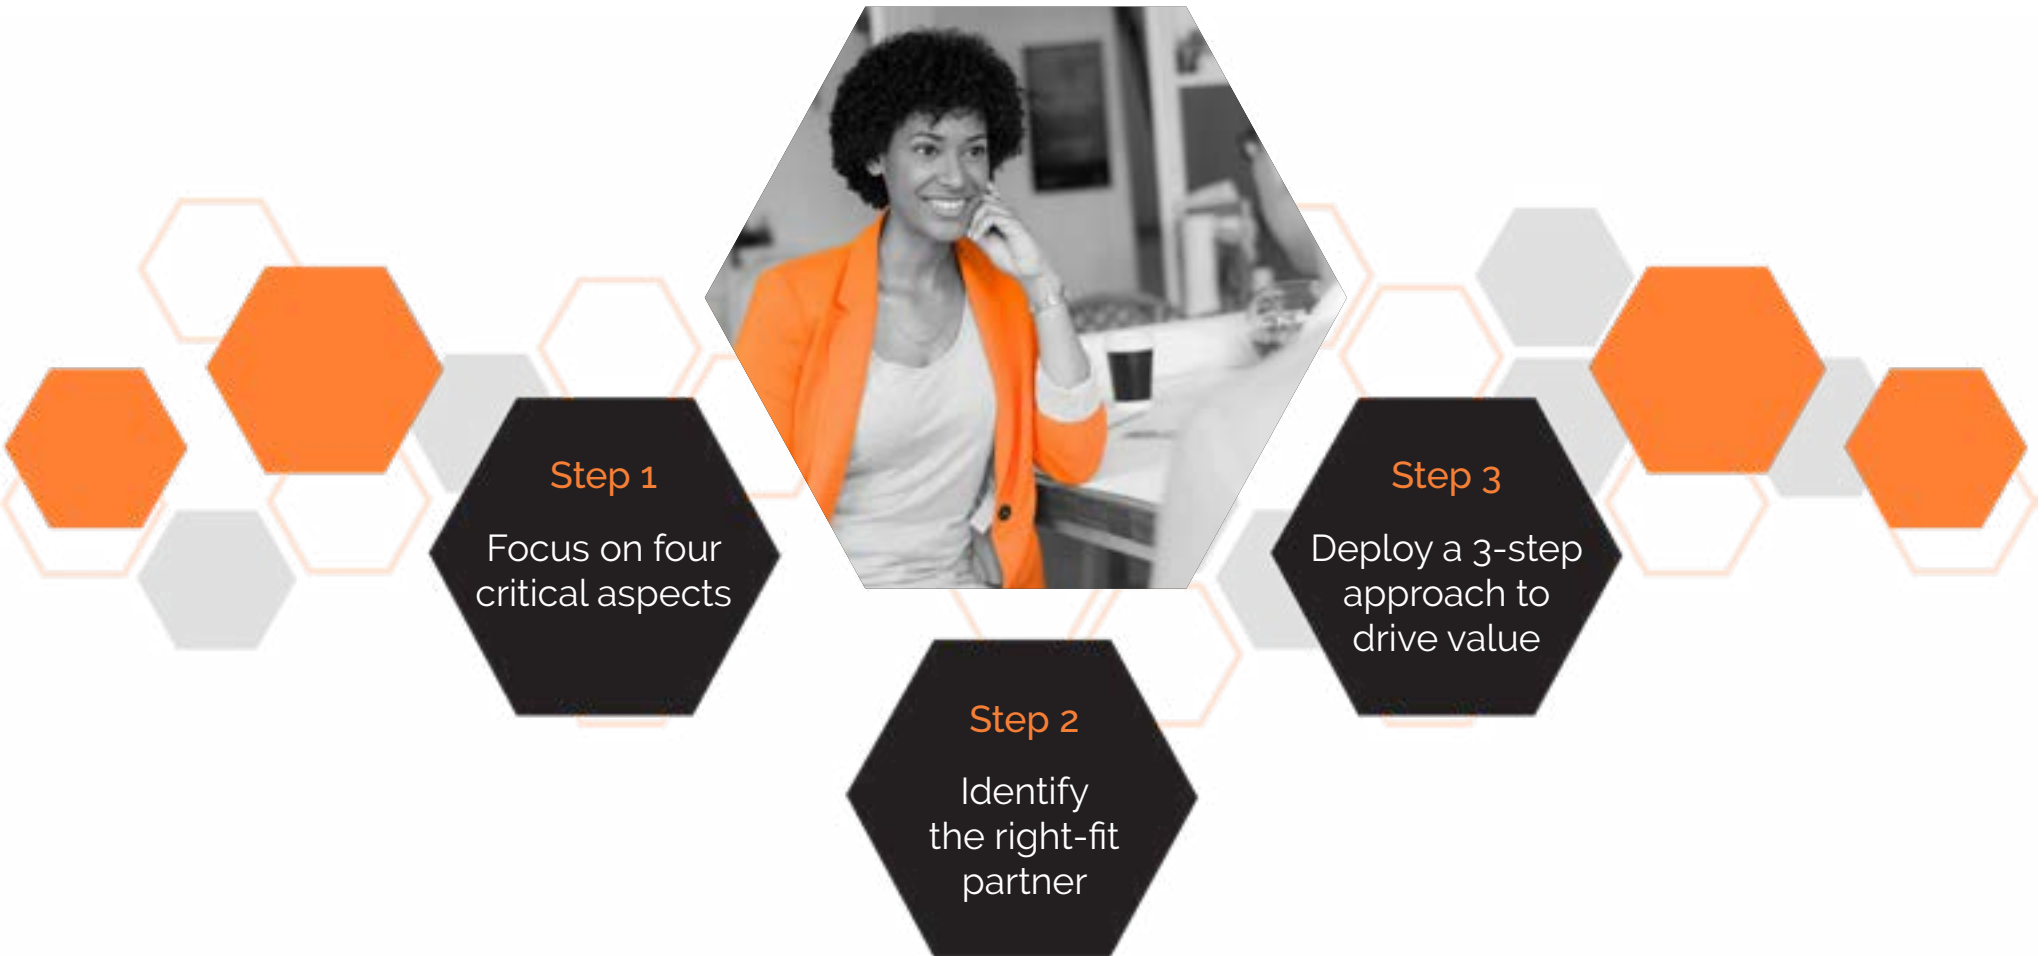 Step 1
Focus on four
critical aspects
Step 2
Identify
the right-fit
partner
Step 3
Deploy a 3-step
approach to
drive value